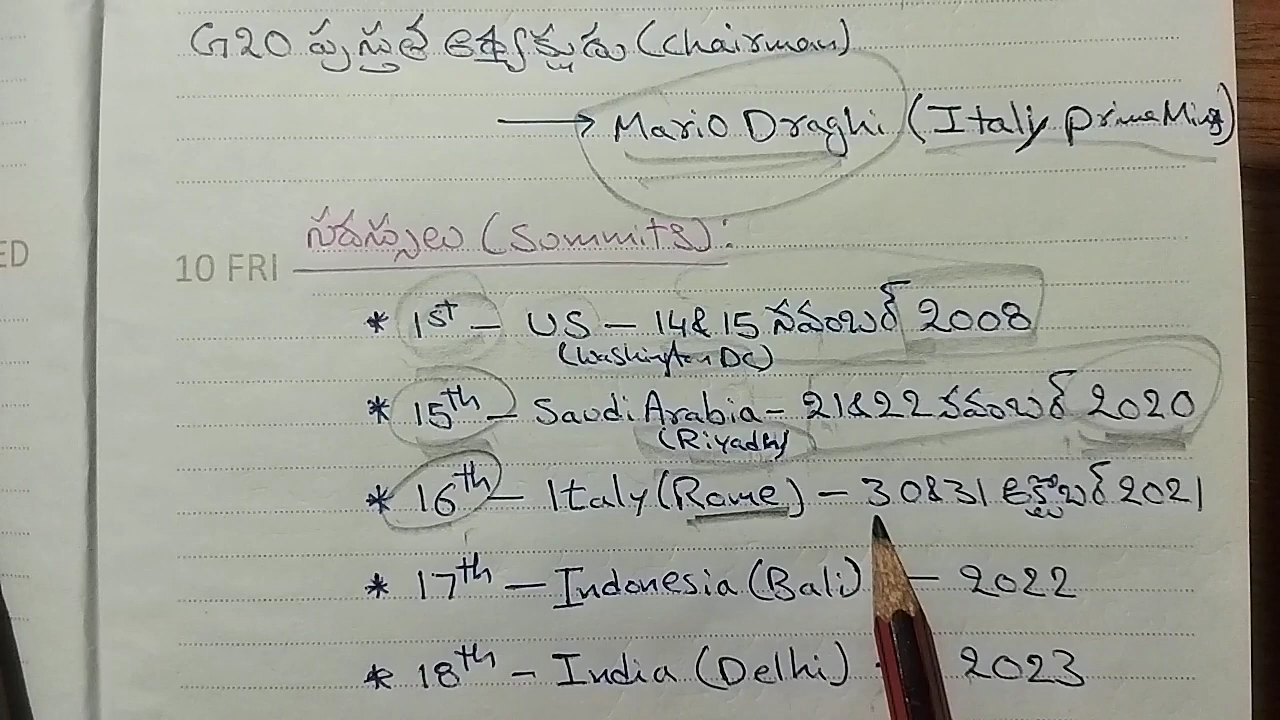 G20 ప్రస్తుత అధ్యక్షుడు (Chairman)
→ Mario Draghi (Italy Prime
సదస్సులు (Summits):
ED
10 FRI
* 1st – US – 14&15 నవంబర్ 2008
(Washington DC)
* 15th – Saudi Arabia – 21&22 నవంబర్ 2020
(Riyadh)
* 16th – Italy (Rome) – 30&31 అక్టోబర్ 2021
* 17th – Indonesia (Bali) – 2022
* 18th – India (Delhi) - 2023